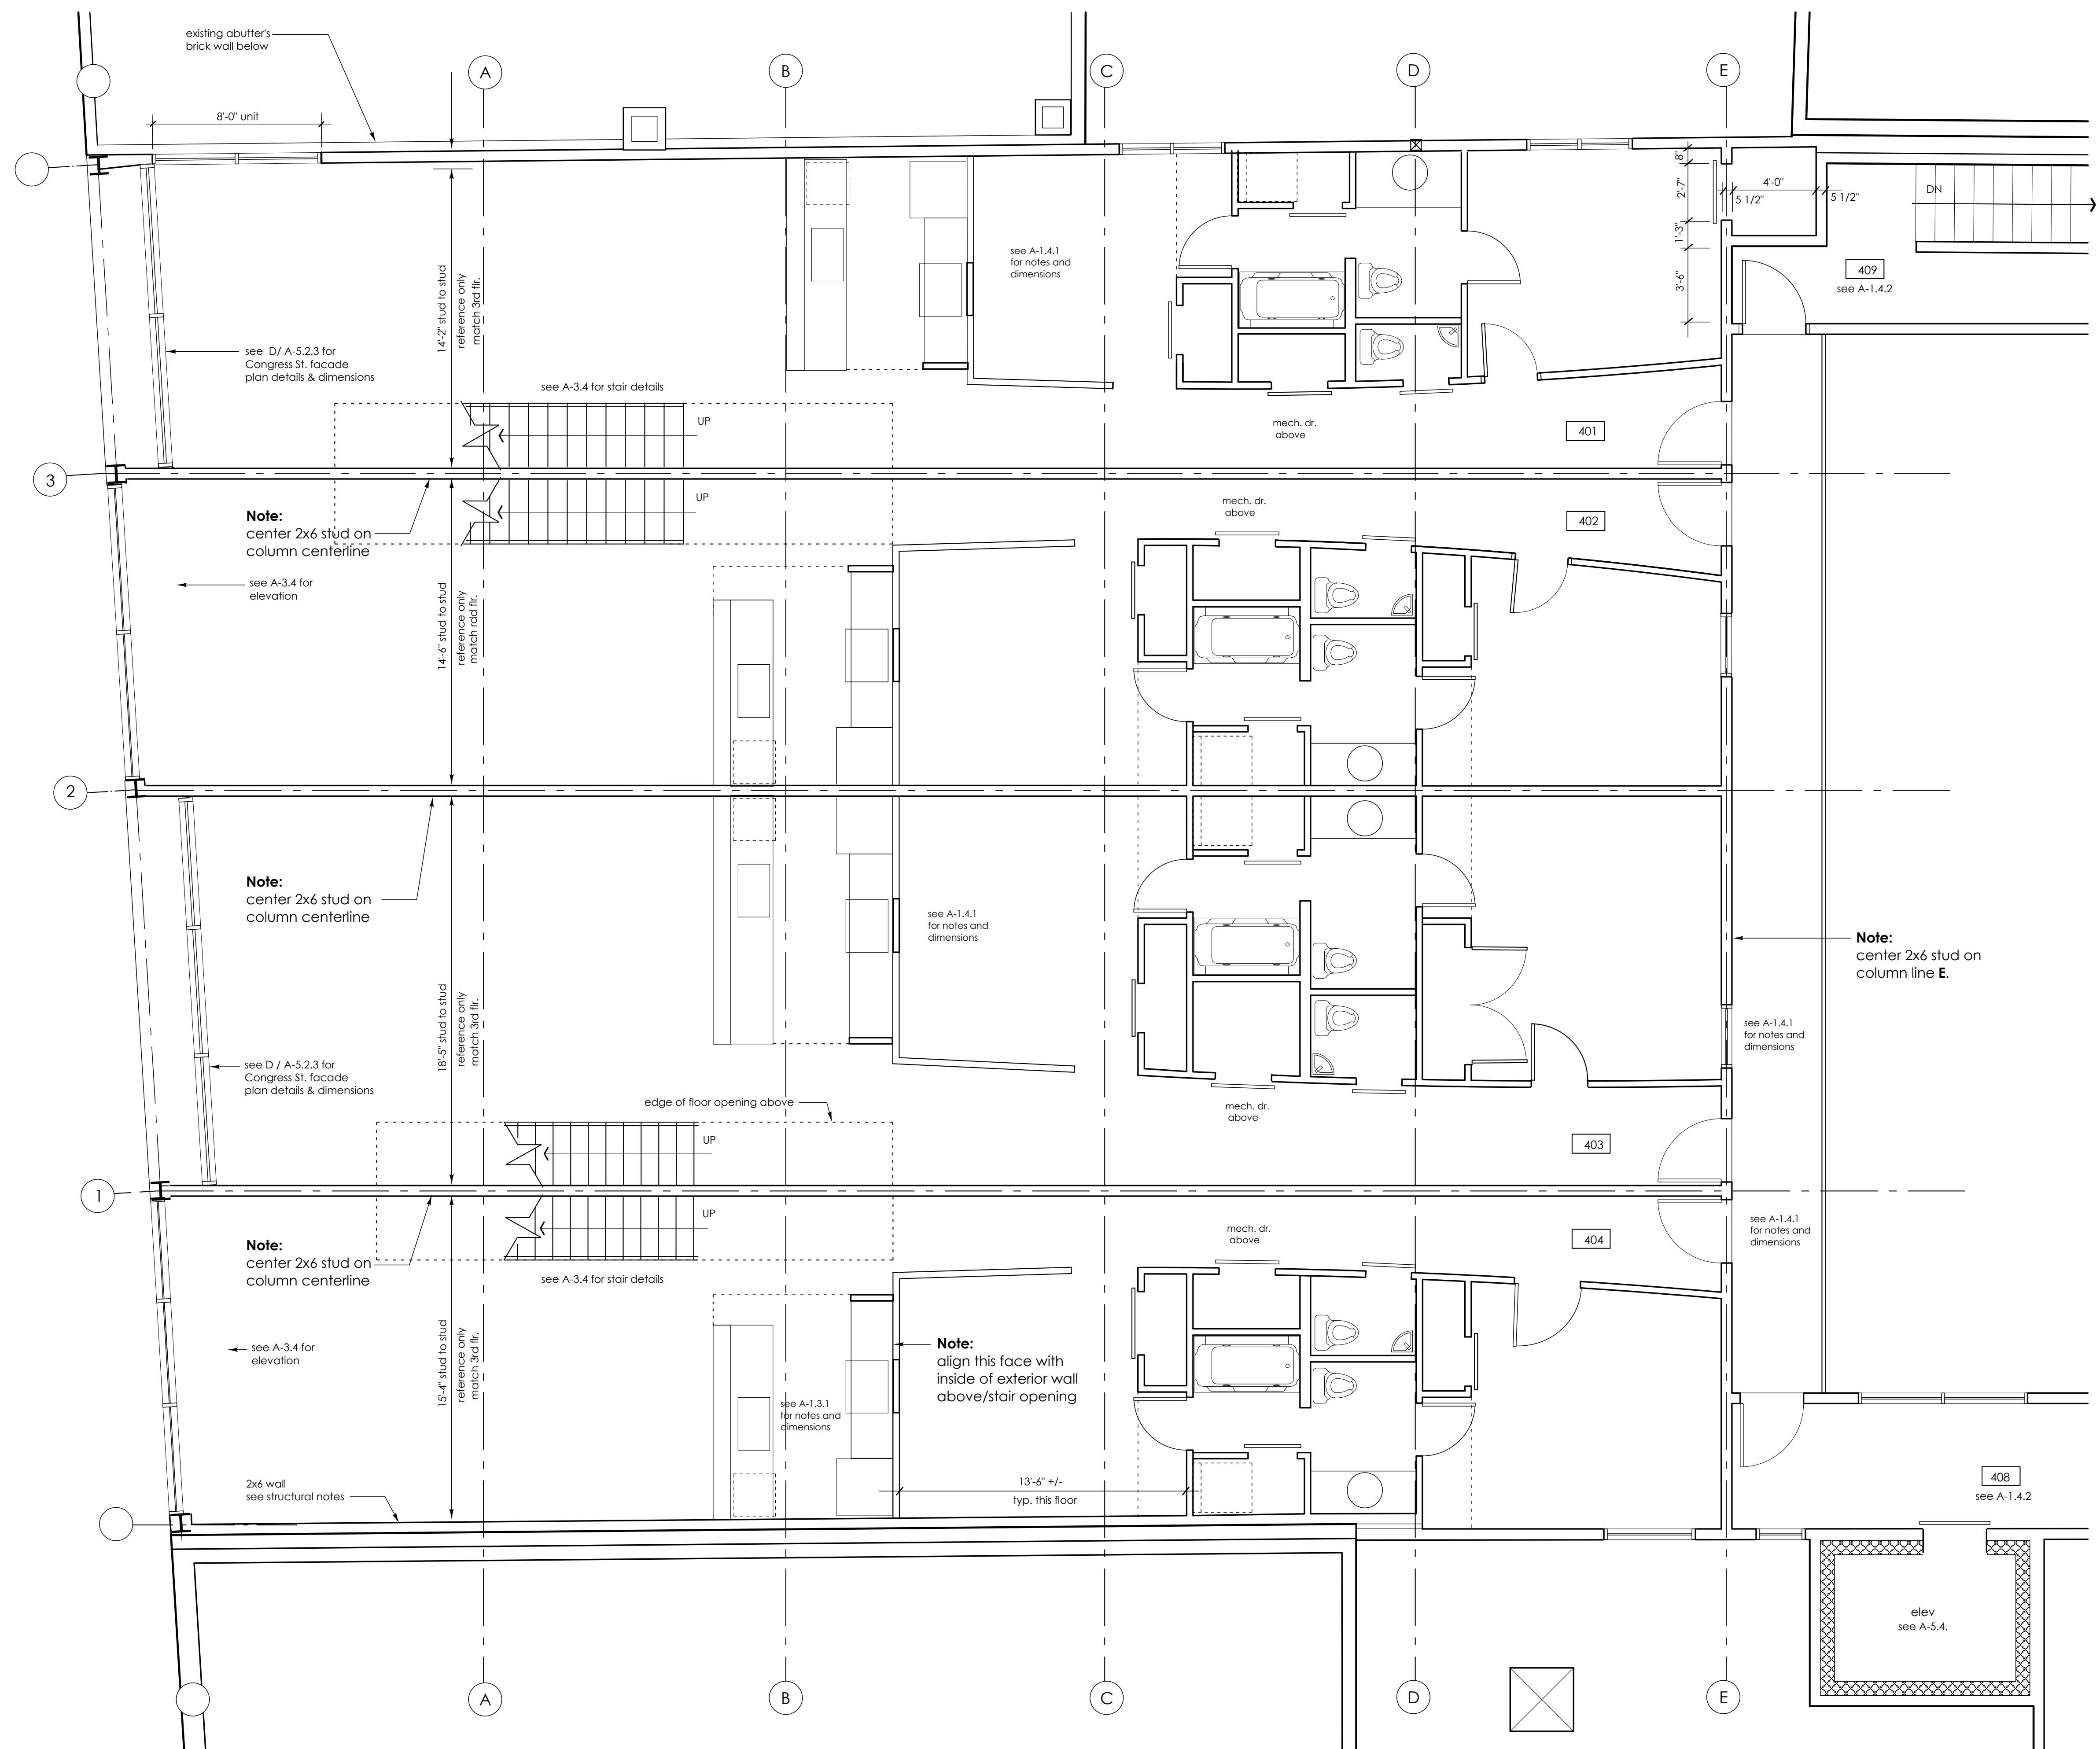 existing abutter's
brick wall below
A
B
C
D
E
8'-0" unit
8"
2'-7"
1'-3"
3'-6"
4'-0"
5 1/2"
5 1/2"
DN
409
see A-1.4.2
see A-1.4.1
for notes and
dimensions
14'-2" stud to stud
reference only
match 3rd flr.
see D/ A-5.2.3 for
Congress St. facade
plan details & dimensions
see A-3.4 for stair details
UP
mech. dr.
above
401
3
UP
mech. dr.
above
402
Note:
center 2x6 stud on
column centerline
see A-3.4 for
elevation
14'-6" stud to stud
reference only
match rdd flr.
2
Note:
center 2x6 stud on
column centerline
see A-1.4.1
for notes and
dimensions
Note:
center 2x6 stud on
column line E.
18'-5" stud to stud
reference only
match 3rd flr.
see A-1.4.1
for notes and
dimensions
see D / A-5.2.3 for
Congress St. facade
plan details & dimensions
edge of floor opening above
mech. dr.
above
UP
403
1
UP
mech. dr.
above
404
see A-1.4.1
for notes and
dimensions
Note:
center 2x6 stud on
column centerline
see A-3.4 for stair details
15'-4" stud to stud
reference only
match 3rd flr.
see A-3.4 for
elevation
Note:
align this face with
inside of exterior wall
above/stair opening
see A-1.3.1
for notes and
dimensions
2x6 wall
see structural notes
13'-6" +/-
typ. this floor
408
see A-1.4.2
elev
see A-5.4.
A
B
C
D
E